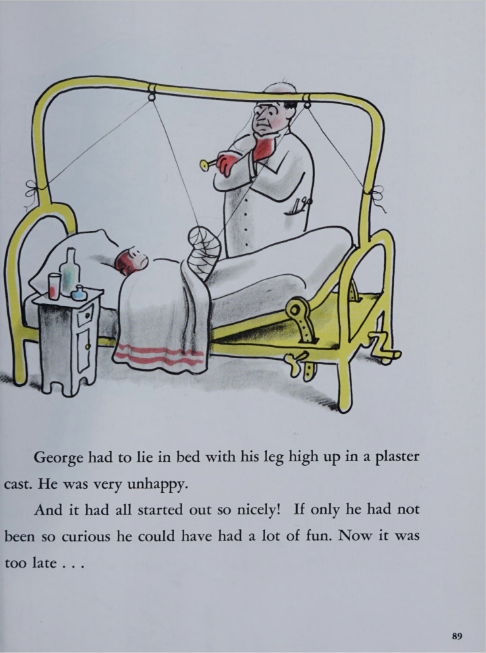 George had to lie in bed with his leg high up in a plaster
cast. He was very unhappy.
And it had all started out so nicely! If only he had not
been so curious he could have had a lot of fun. Now it was
too late . . .
89